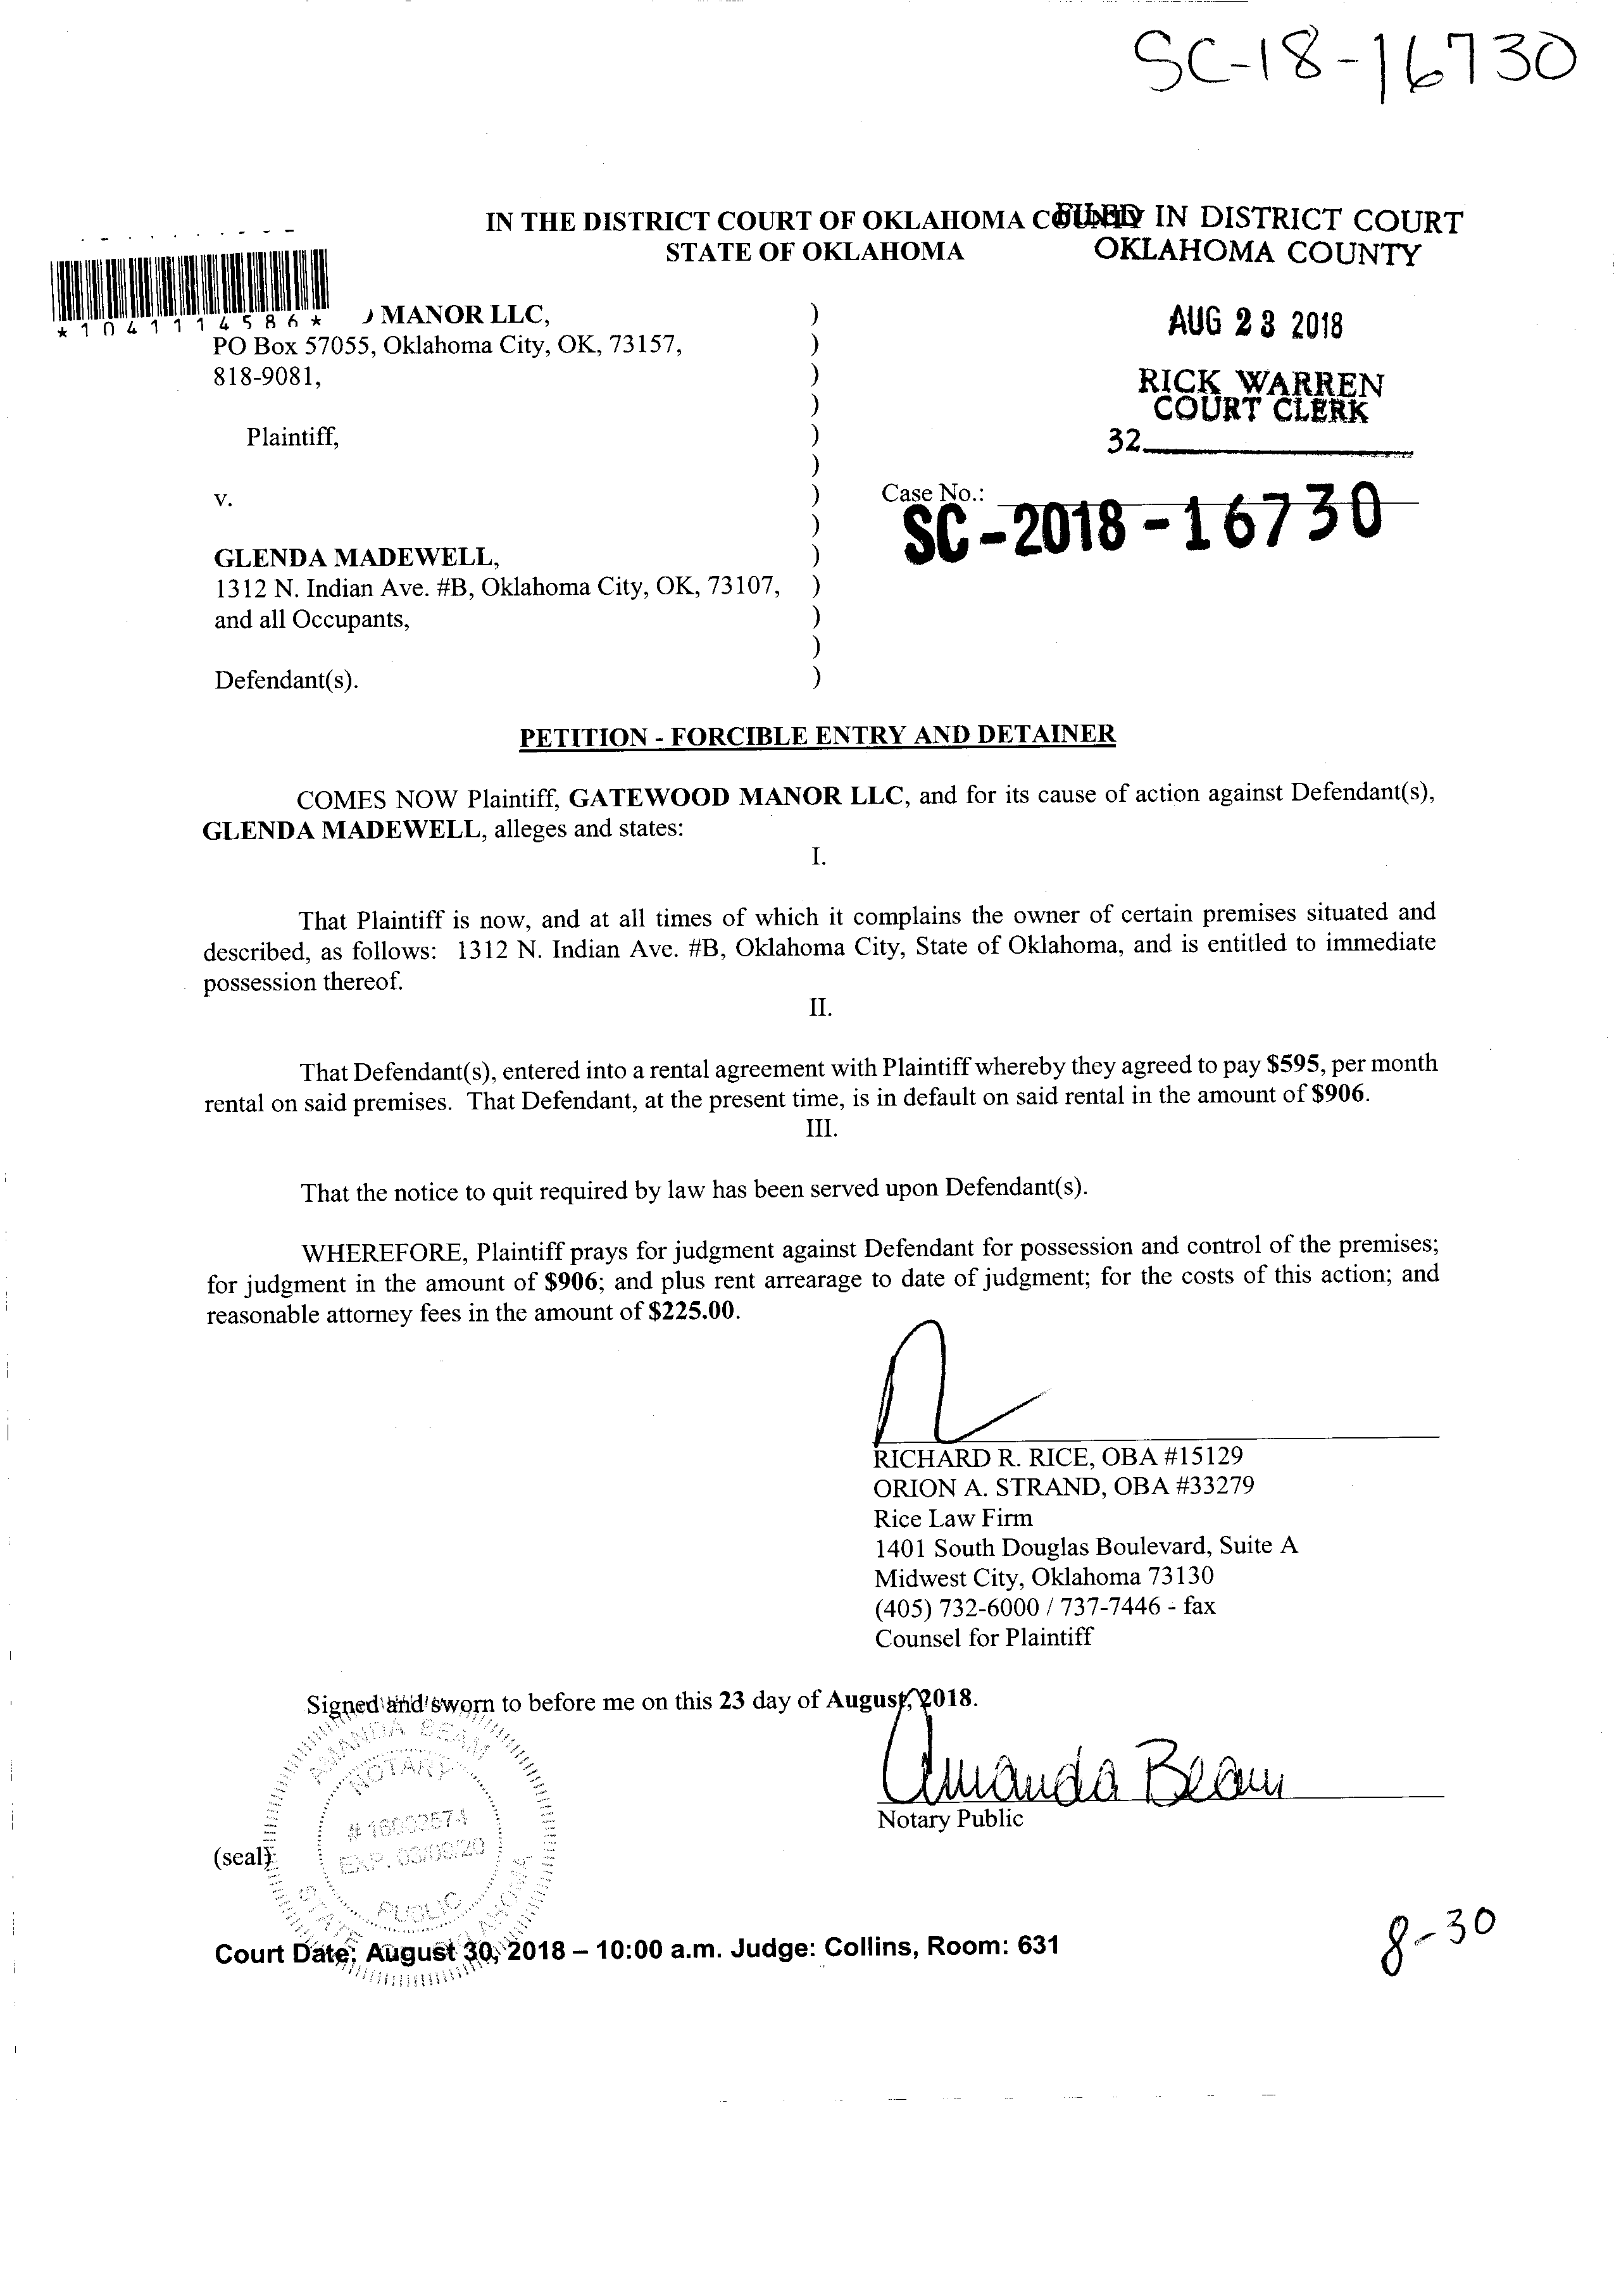 SC-18-16730
IN THE DISTRICT COURT OF OKLAHOMA COUNTY
STATE OF OKLAHOMA
FILED IN DISTRICT COURT
OKLAHOMA COUNTY
*1041114586*
MANOR LLC, )
PO Box 57055, Oklahoma City, OK, 73157, )
818-9081, )
)
Plaintiff, )
)
v. )
)
GLENDA MADEWELL, )
1312 N. Indian Ave. #B, Oklahoma City, OK, 73107, )
and all Occupants, )
)
Defendant(s). )
AUG 23 2018
RICK WARREN
COURT CLERK
32
Case No.:
SC-2018-16730
PETITION - FORCIBLE ENTRY AND DETAINER
COMES NOW Plaintiff, GATEWOOD MANOR LLC, and for its cause of action against Defendant(s),
GLENDA MADEWELL, alleges and states:
I.
That Plaintiff is now, and at all times of which it complains the owner of certain premises situated and
described, as follows: 1312 N. Indian Ave. #B, Oklahoma City, State of Oklahoma, and is entitled to immediate
possession thereof.
II.
That Defendant(s), entered into a rental agreement with Plaintiff whereby they agreed to pay $595, per month
rental on said premises. That Defendant, at the present time, is in default on said rental in the amount of $906.
III.
That the notice to quit required by law has been served upon Defendant(s).
WHEREFORE, Plaintiff prays for judgment against Defendant for possession and control of the premises;
for judgment in the amount of $906; and plus rent arrearage to date of judgment; for the costs of this action; and
reasonable attorney fees in the amount of $225.00.
RICHARD R. RICE, OBA #15129
ORION A. STRAND, OBA #33279
Rice Law Firm
1401 South Douglas Boulevard, Suite A
Midwest City, Oklahoma 73130
(405) 732-6000 / 737-7446 - fax
Counsel for Plaintiff
Signed and sworn to before me on this 23 day of August, 2018.
Amanda Beam
Notary Public
AMANDA BEAM
NOTARY
# 16002574
EXP. 03/09/20
PUBLIC
STATE OF OKLAHOMA
(seal)
Court Date: August 30, 2018 – 10:00 a.m. Judge: Collins, Room: 631
8-30